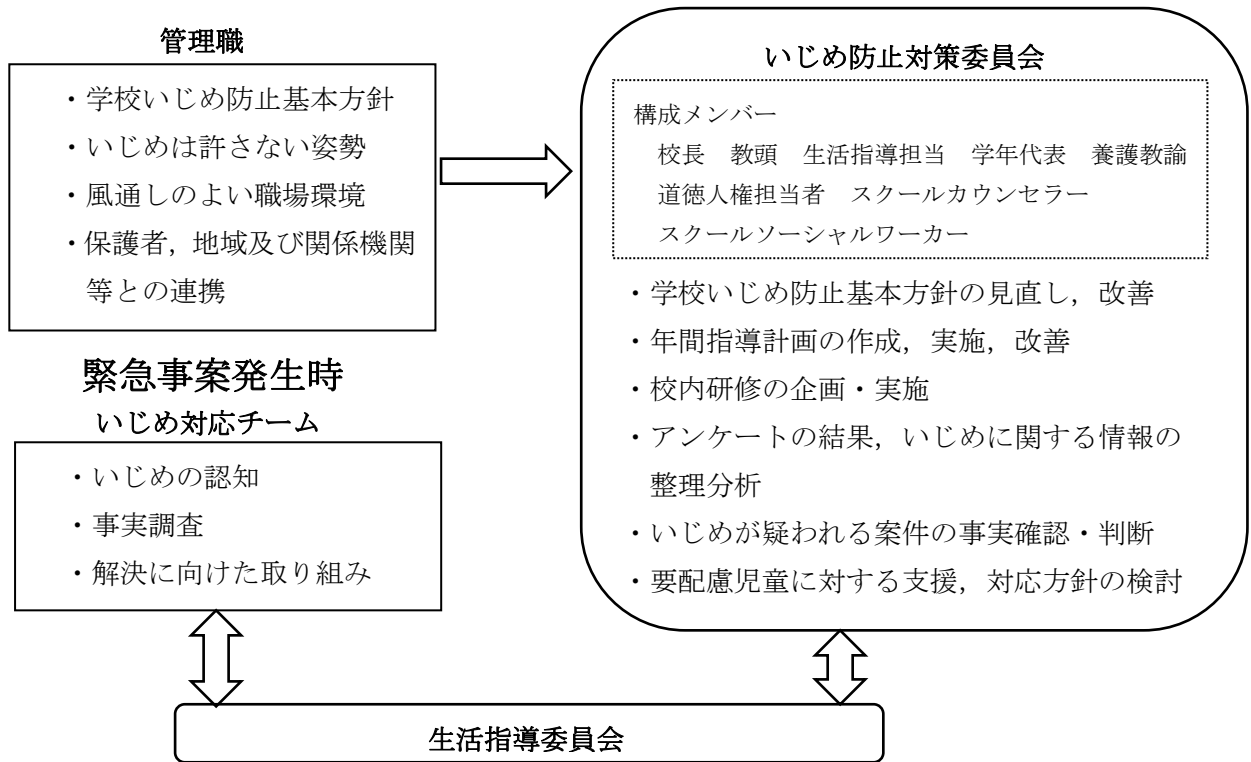 管理職
・学校いじめ防止基本方針
・いじめは許さない姿勢
・風通しのよい職場環境
・保護者，地域及び関係機関
等との連携
緊急事案発生時
いじめ対応チーム
・いじめの認知
・事実調査
・解決に向けた取り組み
いじめ防止対策委員会
構成メンバー
校長　教頭　生活指導担当　学年代表　養護教諭
道徳人権担当者　スクールカウンセラー
スクールソーシャルワーカー
・学校いじめ防止基本方針の見直し，改善
・年間指導計画の作成，実施，改善
・校内研修の企画・実施
・アンケートの結果，いじめに関する情報の
整理分析
・いじめが疑われる案件の事実確認・判断
・要配慮児童に対する支援，対応方針の検討
生活指導委員会